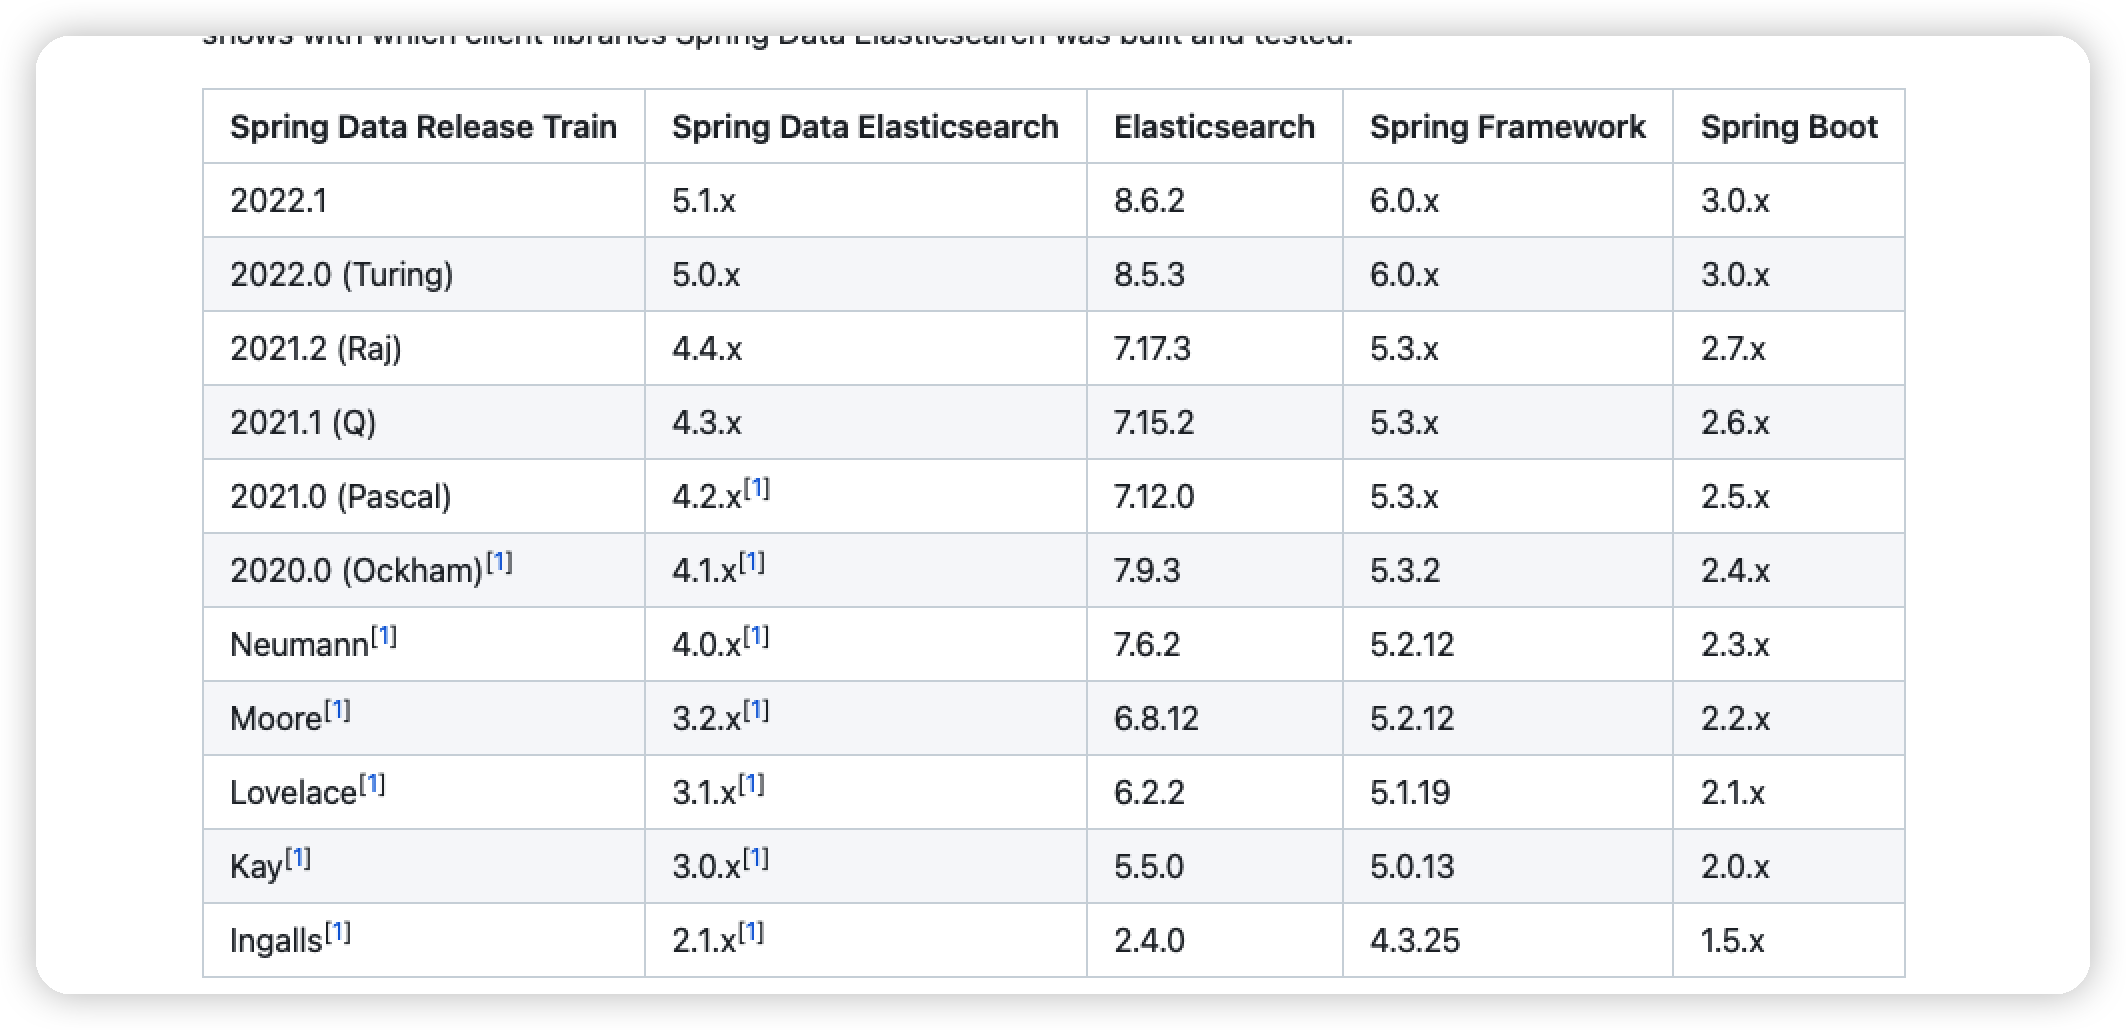 shows with which client libraries Spring Data Elasticsearch was built and tested.
Spring Data Release Train Spring Data Elasticsearch Elasticsearch Spring Framework Spring Boot
2022.1 5.1.x 8.6.2 6.0.x 3.0.x
2022.0 (Turing) 5.0.x 8.5.3 6.0.x 3.0.x
2021.2 (Raj) 4.4.x 7.17.3 5.3.x 2.7.x
2021.1 (Q) 4.3.x 7.15.2 5.3.x 2.6.x
2021.0 (Pascal) 4.2.x[1] 7.12.0 5.3.x 2.5.x
2020.0 (Ockham)[1] 4.1.x[1] 7.9.3 5.3.2 2.4.x
Neumann[1] 4.0.x[1] 7.6.2 5.2.12 2.3.x
Moore[1] 3.2.x[1] 6.8.12 5.2.12 2.2.x
Lovelace[1] 3.1.x[1] 6.2.2 5.1.19 2.1.x
Kay[1] 3.0.x[1] 5.5.0 5.0.13 2.0.x
Ingalls[1] 2.1.x[1] 2.4.0 4.3.25 1.5.x